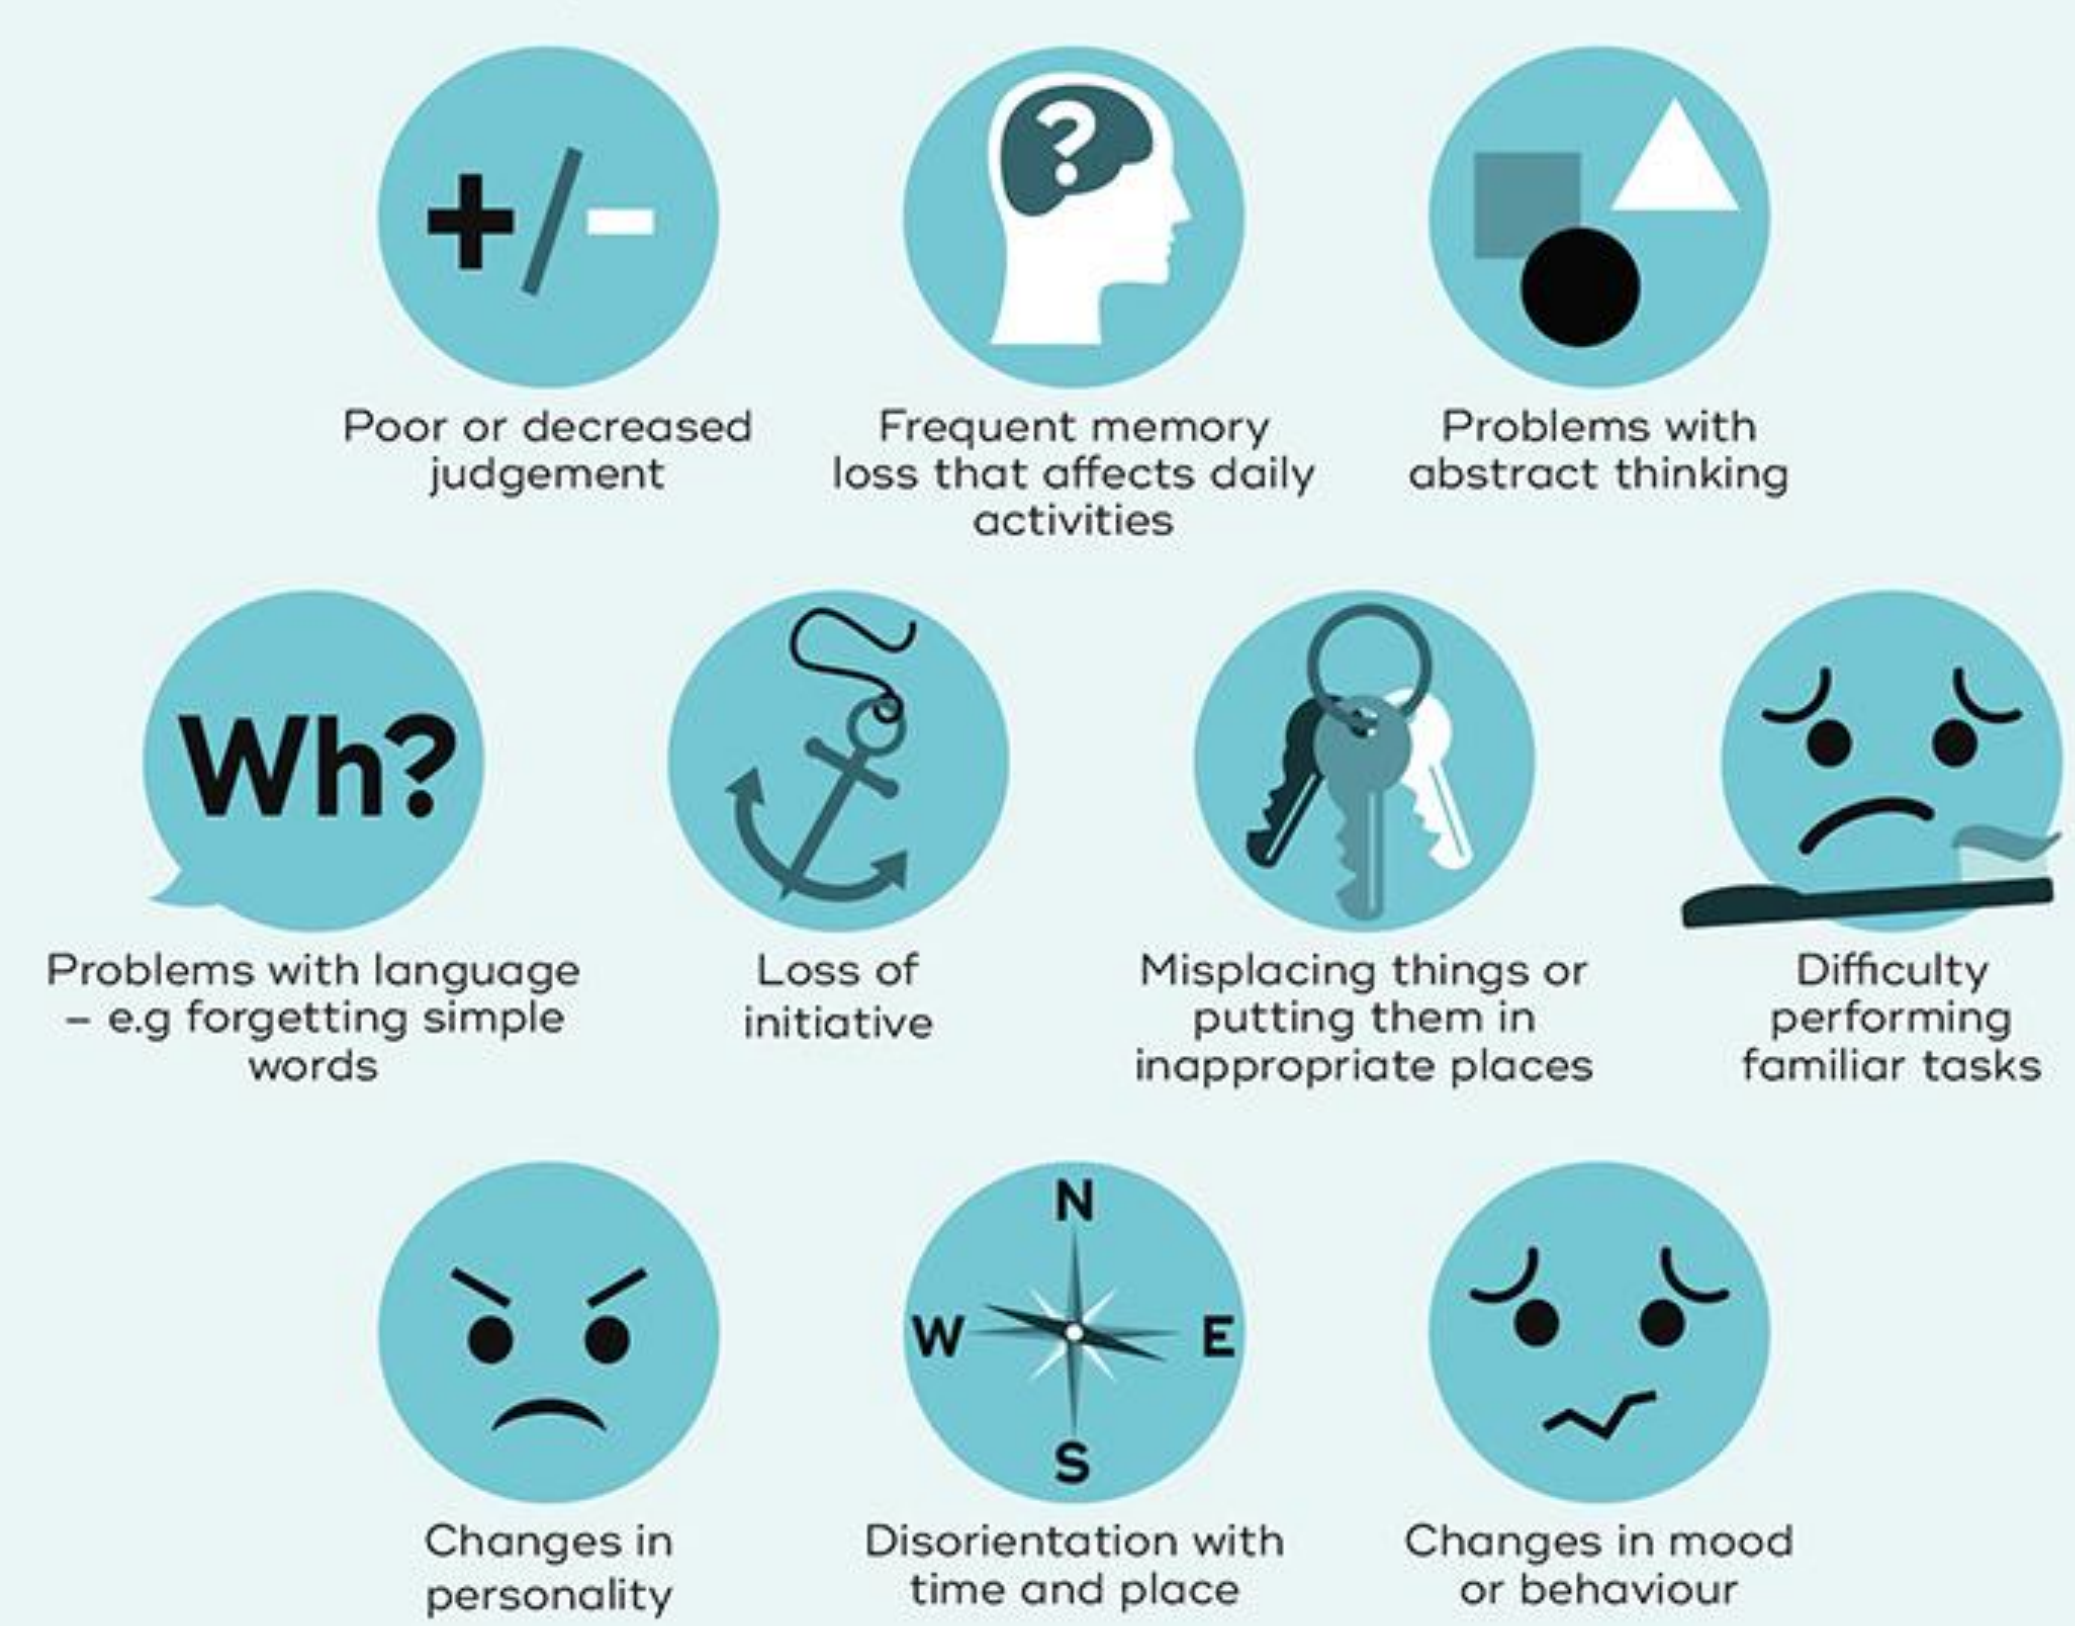 +/-
?
Poor or decreased
judgement
Frequent memory
loss that affects daily
activities
Problems with
abstract thinking
Wh?
Problems with language
– e.g forgetting simple
words
Loss of
initiative
Misplacing things or
putting them in
inappropriate places
Difficulty
performing
familiar tasks
Changes in
personality
N
W E
S
Disorientation with
time and place
Changes in mood
or behaviour